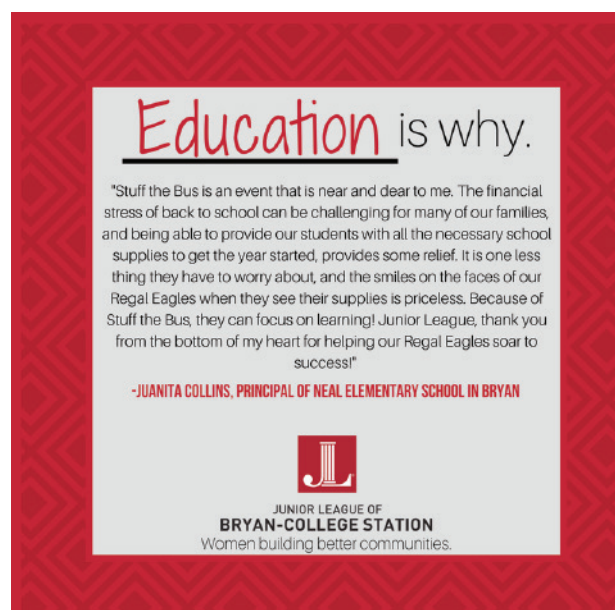 Education is why.
"Stuff the Bus is an event that is near and dear to me. The financial
stress of back to school can be challenging for many of our families,
and being able to provide our students with all the necessary school
supplies to get the year started, provides some relief. It is one less
thing they have to worry about, and the smiles on the faces of our
Regal Eagles when they see their supplies is priceless. Because of
Stuff the Bus, they can focus on learning! Junior League, thank you
from the bottom of my heart for helping our Regal Eagles soar to
success!"
-JUANITA COLLINS, PRINCIPAL OF NEAL ELEMENTARY SCHOOL IN BRYAN
JL
JUNIOR LEAGUE OF
BRYAN-COLLEGE STATION
Women building better communities.